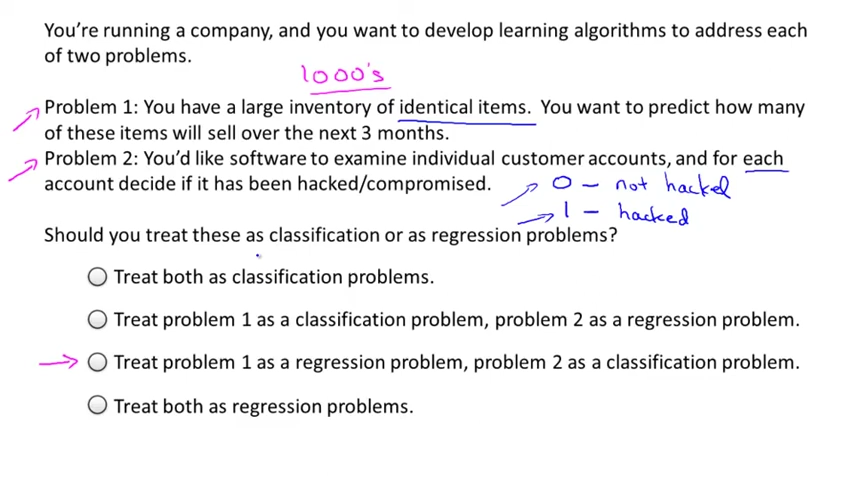 You're running a company, and you want to develop learning algorithms to address each
of two problems.
1000's
Problem 1: You have a large inventory of identical items. You want to predict how many
of these items will sell over the next 3 months.
Problem 2: You'd like software to examine individual customer accounts, and for each
account decide if it has been hacked/compromised.
0 – not hacked
1 – hacked
Should you treat these as classification or as regression problems?
Treat both as classification problems.
Treat problem 1 as a classification problem, problem 2 as a regression problem.
Treat problem 1 as a regression problem, problem 2 as a classification problem.
Treat both as regression problems.